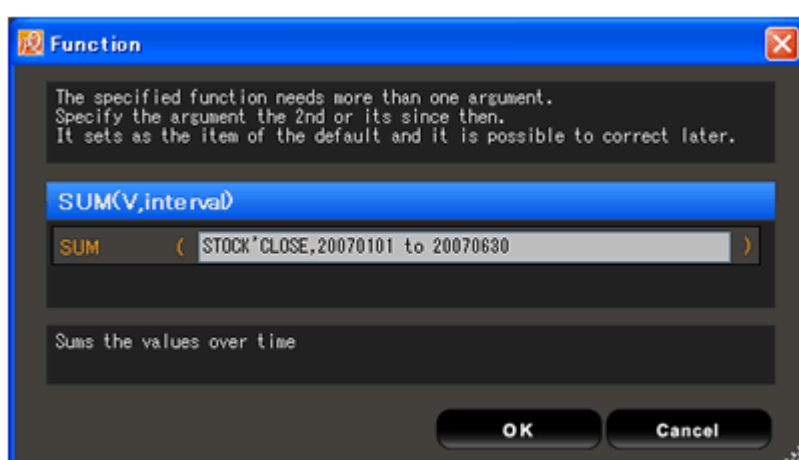 Function
The specified function needs more than one argument.
Specify the argument the 2nd or its since then.
It sets as the item of the default and it is possible to correct later.
SUM(V,interval)
SUM ( STOCK'CLOSE,20070101 to 20070630 )
Sums the values over time
OK Cancel